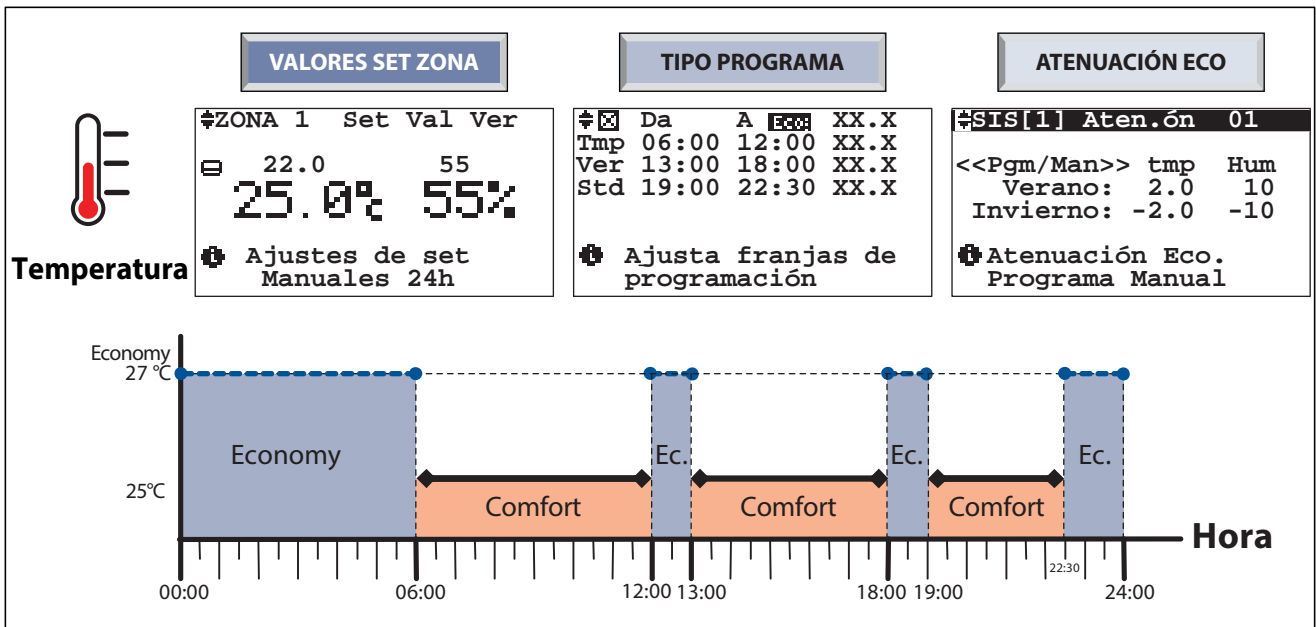 VALORES SET ZONA
TIPO PROGRAMA
ATENUACIÓN ECO
Temperatura
ZONA 1 Set Val Ver
22.0 55
25.0°c 55%
Ajustes de set
Manuales 24h
Da A Eco: XX.X
Tmp 06:00 12:00 XX.X
Ver 13:00 18:00 XX.X
Std 19:00 22:30 XX.X
Ajusta franjas de
programación
SIS[1] Aten.ón 01
<<Pgm/Man>> tmp Hum
Verano: 2.0 10
Invierno: -2.0 -10
Atenuación Eco.
Programa Manual
Economy
27 °C
25°C
Economy
Comfort
Ec.
Comfort
Ec.
Comfort
Ec.
Hora
22:30
00:00 06:00 12:00 13:00 18:00 19:00 24:00